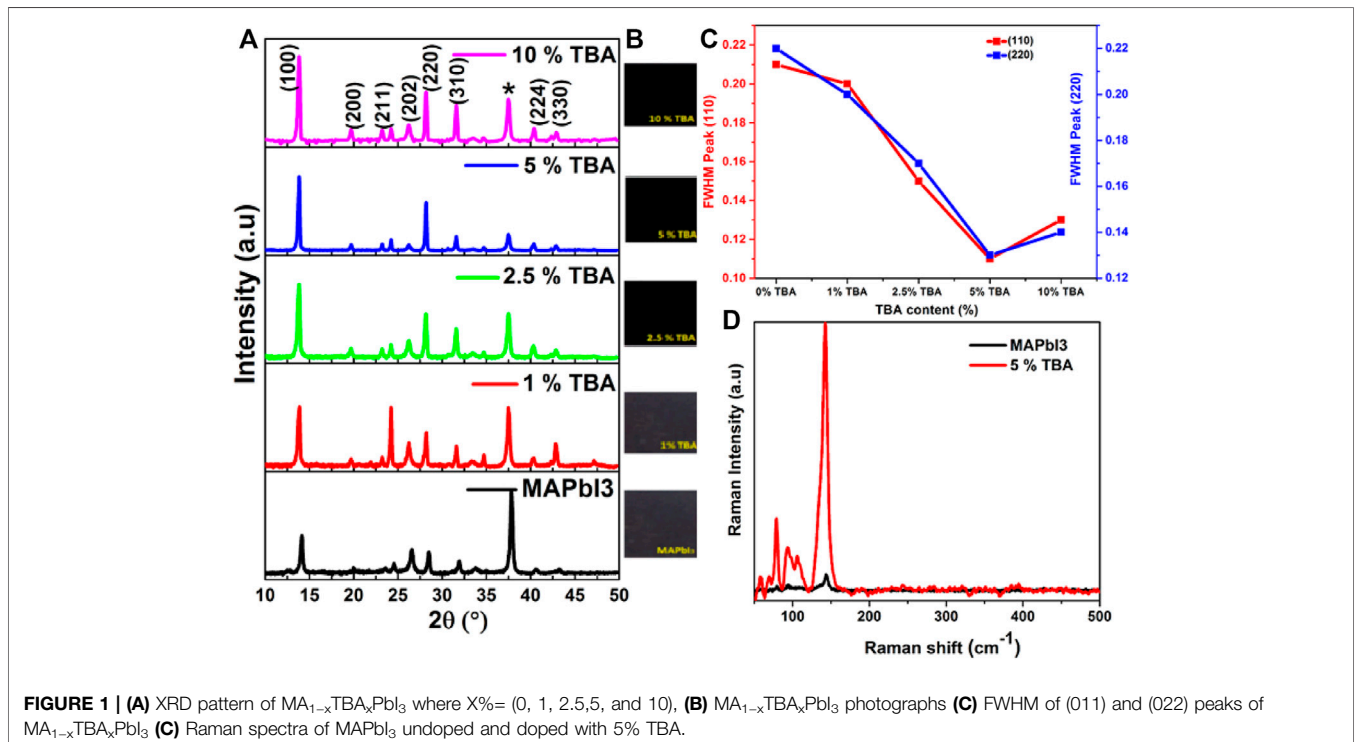 A
B
C
D
(100)
(200)
(211)
(202)
(220)
(310)
*
(224)
(330)
10 % TBA
5 % TBA
2.5 % TBA
1 % TBA
MAPbI3
Intensity (a.u)
10 15 20 25 30 35 40 45 50
2θ (°)
10 % TBA
5 % TBA
2.5 % TBA
1% TBA
MAPbI₃
(110)
(220)
0.22
0.20
0.18
0.16
0.14
0.12
0.10
FWHM Peak (110)
0.22
0.20
0.18
0.16
0.14
0.12
FWHM Peak (220)
0% TBA 1% TBA 2.5% TBA 5% TBA 10% TBA
TBA content (%)
MAPbI3
5 % TBA
Raman Intensity (a.u)
100 200 300 400 500
Raman shift (cm⁻¹)
FIGURE 1 | (A) XRD pattern of MA₁₋ₓTBAₓPbI₃ where X%= (0, 1, 2.5,5, and 10), (B) MA₁₋ₓTBAₓPbI₃ photographs (C) FWHM of (011) and (022) peaks of
MA₁₋ₓTBAₓPbI₃ (C) Raman spectra of MAPbI₃ undoped and doped with 5% TBA.